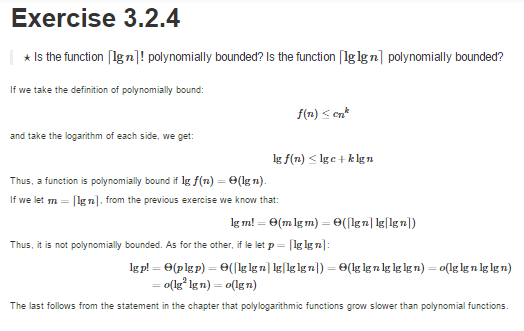 Exercise 3.2.4
⋆ Is the function ⌈lg n⌉! polynomially bounded? Is the function ⌈lg lg n⌉ polynomially bounded?
If we take the definition of polynomially bound:
f(n) ≤ cn^k
and take the logarithm of each side, we get:
lg f(n) ≤ lg c + k lg n
Thus, a function is polynomially bound if lg f(n) = Θ(lg n).
If we let m = ⌈lg n⌉, from the previous exercise we know that:
lg m! = Θ(m lg m) = Θ(⌈lg n⌉ lg⌈lg n⌉)
Thus, it is not polynomially bounded. As for the other, if le let p = ⌈lg lg n⌉:
lg p! = Θ(p lg p) = Θ(⌈lg lg n⌉ lg⌈lg lg n⌉) = Θ(lg lg n lg lg lg n) = o(lg lg n lg lg n)
= o(lg² lg n) = o(lg n)
The last follows from the statement in the chapter that polylogarithmic functions grow slower than polynomial functions.